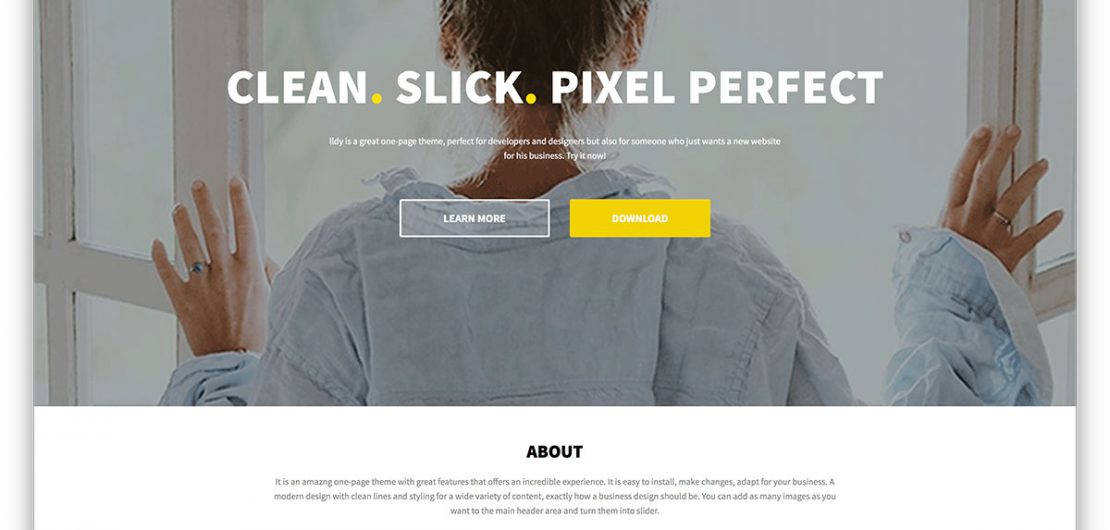 CLEAN. SLICK. PIXEL PERFECT
lldy is a great one-page theme, perfect for developers and designers but also for someone who just wants a new website
for his business. Try it now!
LEARN MORE
DOWNLOAD
ABOUT
It is an amazng one-page theme with great features that offers an incredible experience. It is easy to install, make changes, adapt for your business. A
modern design with clean lines and styling for a wide variety of content, exactly how a business design should be. You can add as many images as you
want to the main header area and turn them into slider.